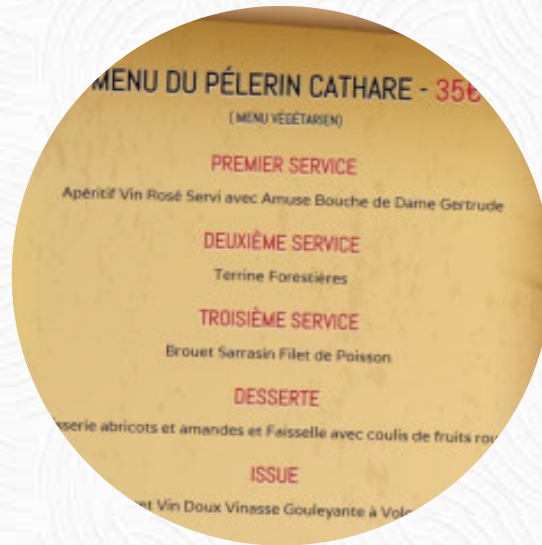 MENU DU PÉLERIN CATHARE - 35€
( MENU VÉGÉTARIEN)
PREMIER SERVICE
Apéritif Vin Rosé Servi avec Amuse Bouche de Dame Gertrude
DEUXIÈME SERVICE
Terrine Forestières
TROISIÈME SERVICE
Brouet Sarrasin Filet de Poisson
DESSERTE
abricots et amandes et Faisselle avec coulis de fruits
ISSUE
et Vin Doux Vinasse Gouleyante à